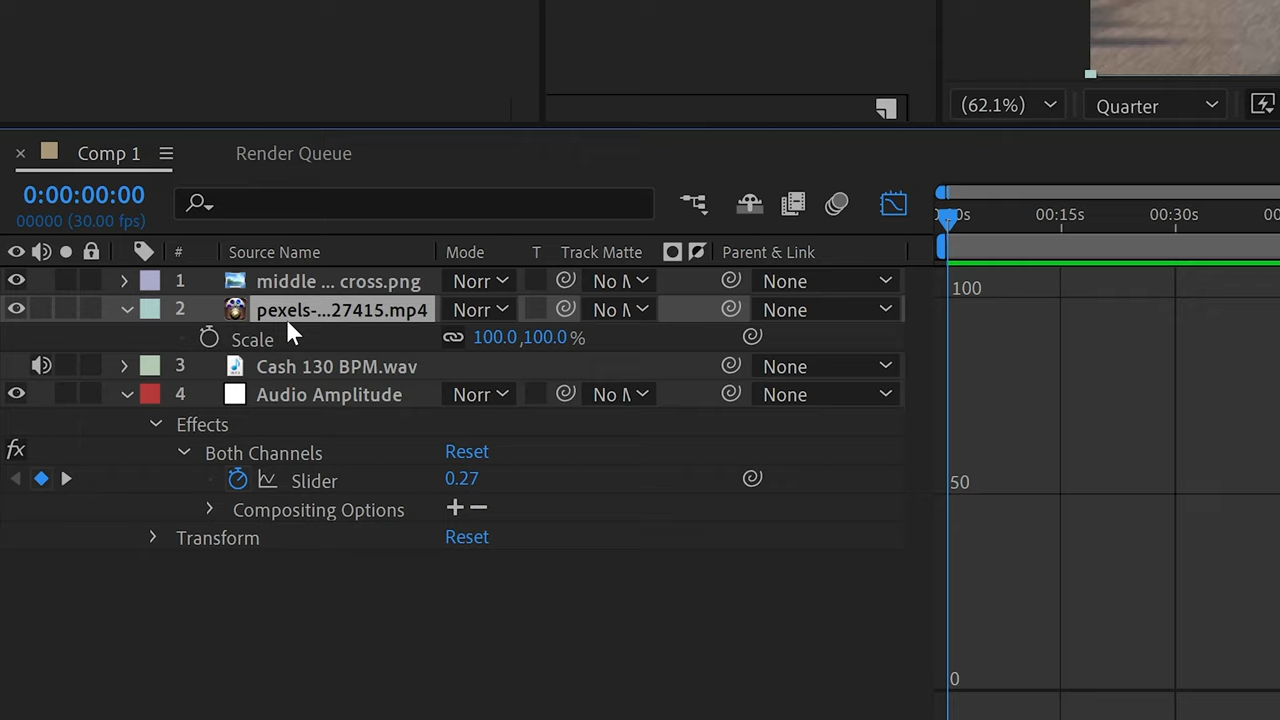 (62.1%) Quarter
Comp 1 Render Queue
0:00:00:00
00000 (30.00 fps)
00s 00:15s 00:30s 00
# Source Name Mode T Track Matte Parent & Link
1 middle ... cross.png Norr No M None
100
2 pexels-...27415.mp4 Norr No M None
Scale 100.0,100.0%
3 Cash 130 BPM.wav None
4 Audio Amplitude Norr No M None
Effects
fx Both Channels Reset
Slider 0.27
50
Compositing Options + −
Transform Reset
0